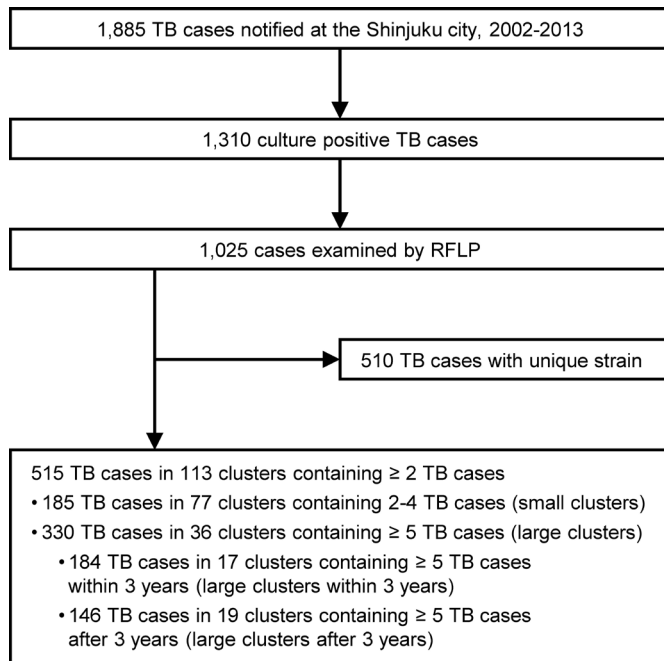 1,885 TB cases notified at the Shinjuku city, 2002-2013
1,310 culture positive TB cases
1,025 cases examined by RFLP
510 TB cases with unique strain
515 TB cases in 113 clusters containing ≥ 2 TB cases
• 185 TB cases in 77 clusters containing 2-4 TB cases (small clusters)
• 330 TB cases in 36 clusters containing ≥ 5 TB cases (large clusters)
• 184 TB cases in 17 clusters containing ≥ 5 TB cases
within 3 years (large clusters within 3 years)
• 146 TB cases in 19 clusters containing ≥ 5 TB cases
after 3 years (large clusters after 3 years)